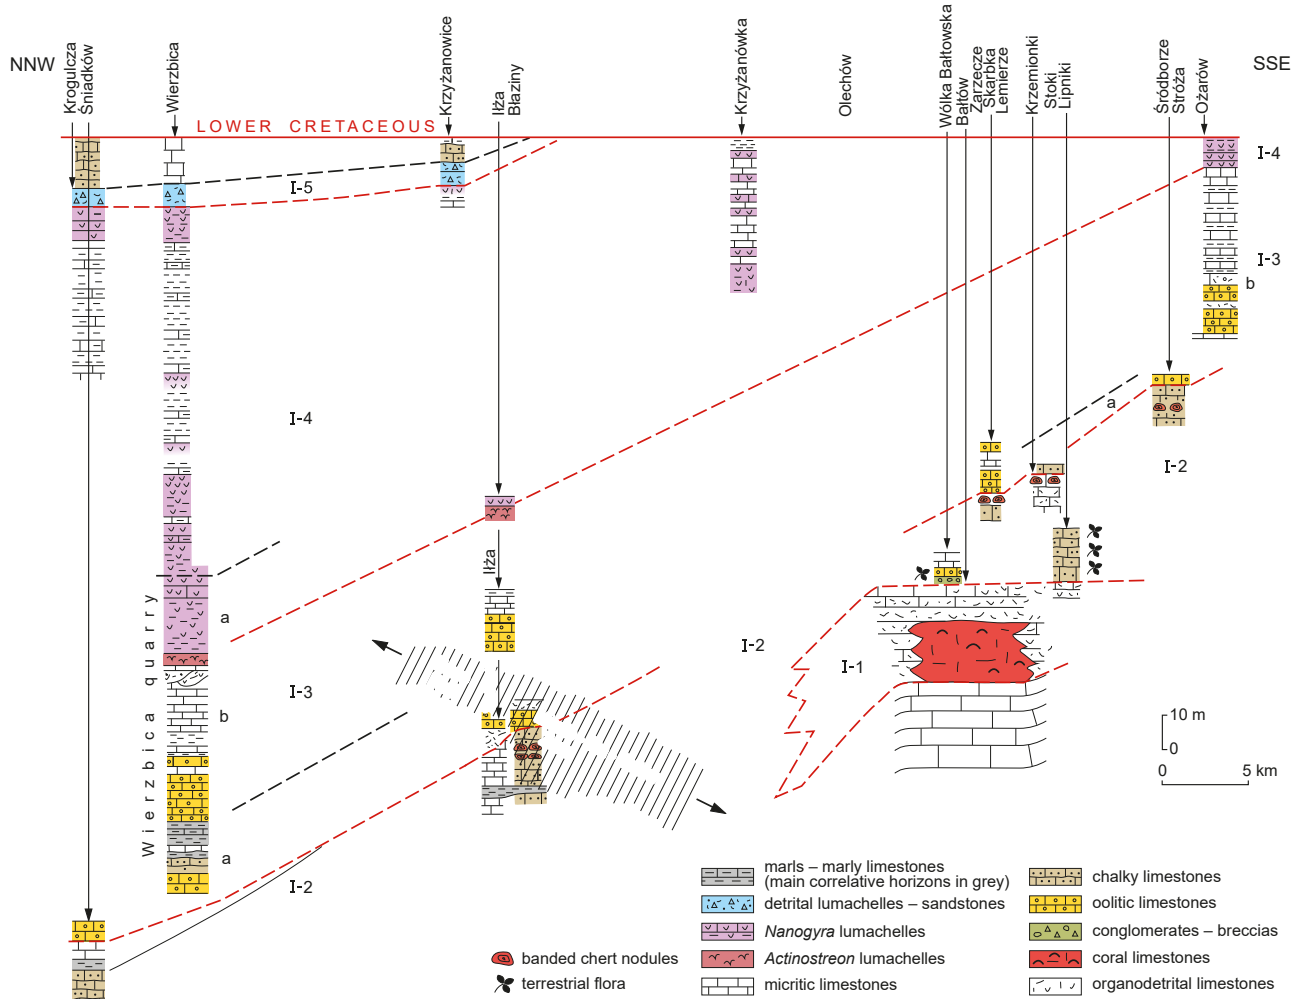 NNW
Krogulcza
Śniadków
Wierzbica
Krzyżanowice
Iłża
Błaziny
Krzyżanówka
Olechów
Wólka Bałtowska
Bałtów
Zarzecze
Skarbka
Lemierze
Krzemionki
Stoki
Lipniki
Śródborze
Stróża
Ożarów
SSE
LOWER CRETACEOUS
I-4
I-5
I-3
b
a
I-4
I-2
Iłża
Wierzbica quarry
a
I-2
I-1
I-3
b
10 m
0
0
5 km
a
I-2
marls – marly limestones
(main correlative horizons in grey)
detrital lumachelles – sandstones
Nanogyra lumachelles
Actinostreon lumachelles
micritic limestones
banded chert nodules
terrestrial flora
chalky limestones
oolitic limestones
conglomerates – breccias
coral limestones
organodetrital limestones